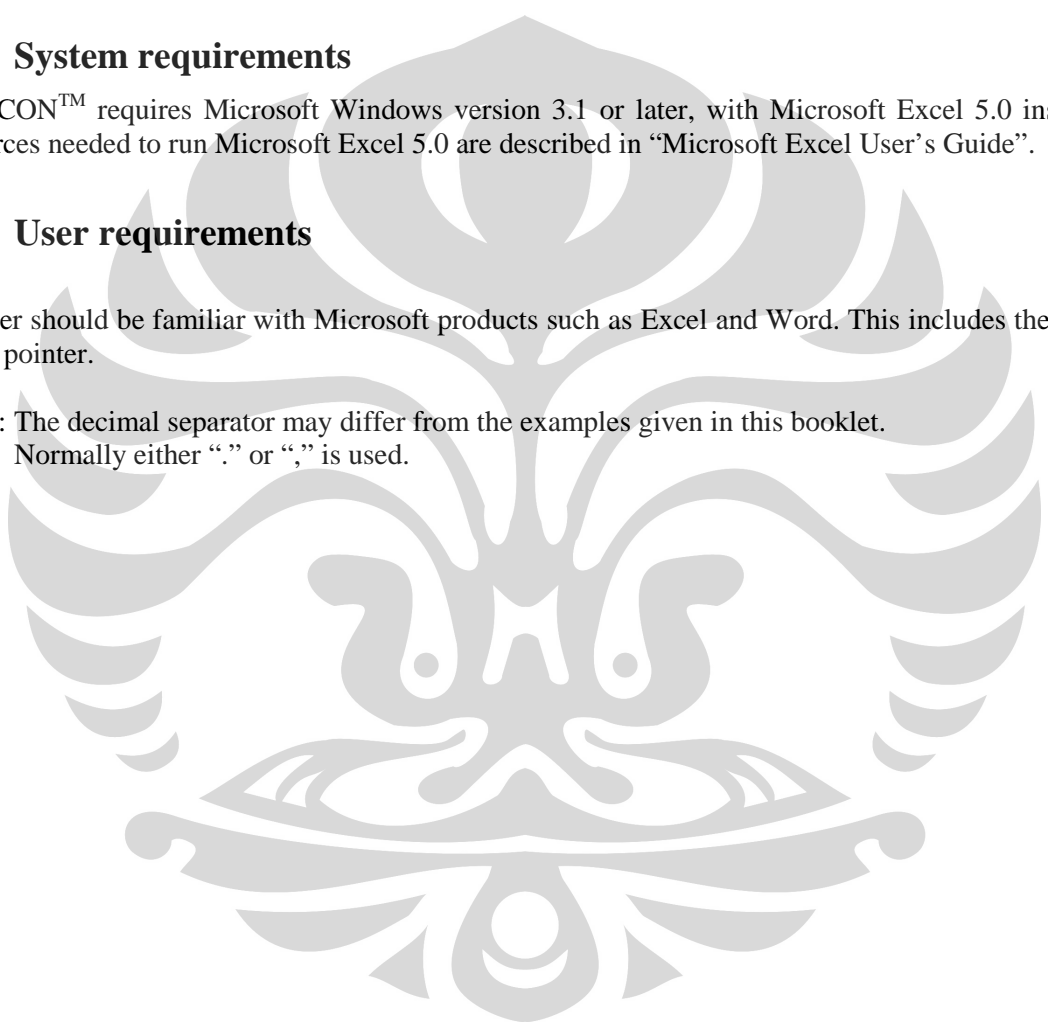 System requirements
CON™ requires Microsoft Windows version 3.1 or later, with Microsoft Excel 5.0 ins
rces needed to run Microsoft Excel 5.0 are described in “Microsoft Excel User’s Guide”.
User requirements
er should be familiar with Microsoft products such as Excel and Word. This includes the
pointer.
: The decimal separator may differ from the examples given in this booklet.
Normally either “.” or “,” is used.